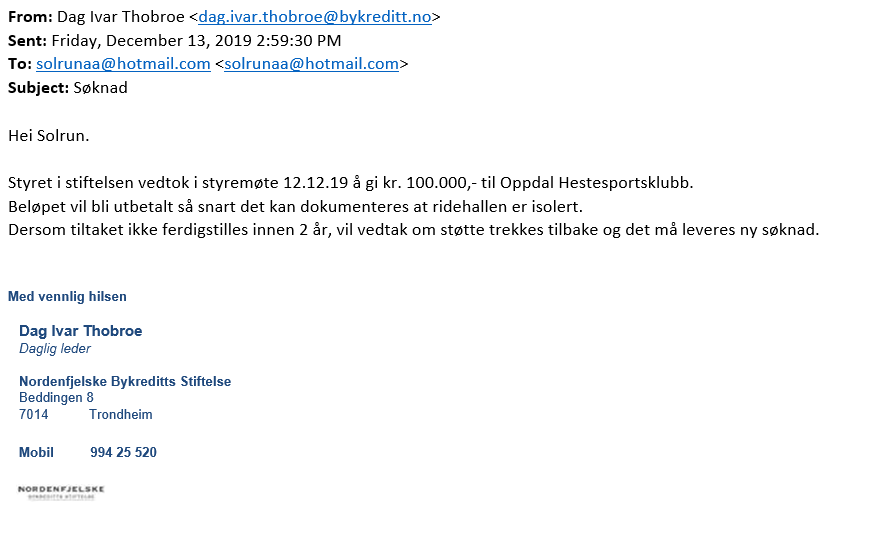 From: Dag Ivar Thobroe <dag.ivar.thobroe@bykreditt.no>
Sent: Friday, December 13, 2019 2:59:30 PM
To: solrunaa@hotmail.com <solrunaa@hotmail.com>
Subject: Søknad
Hei Solrun.
Styret i stiftelsen vedtok i styremøte 12.12.19 å gi kr. 100.000,- til Oppdal Hestesportsklubb.
Beløpet vil bli utbetalt så snart det kan dokumenteres at ridehallen er isolert.
Dersom tiltaket ikke ferdigstilles innen 2 år, vil vedtak om støtte trekkes tilbake og det må leveres ny søknad.
Med vennlig hilsen
Dag Ivar Thobroe
Daglig leder
Nordenfjelske Bykreditts Stiftelse
Beddingen 8
7014 Trondheim
Mobil 994 25 520
NORDENFJELSKE
BYKREDITTS STIFTELSE